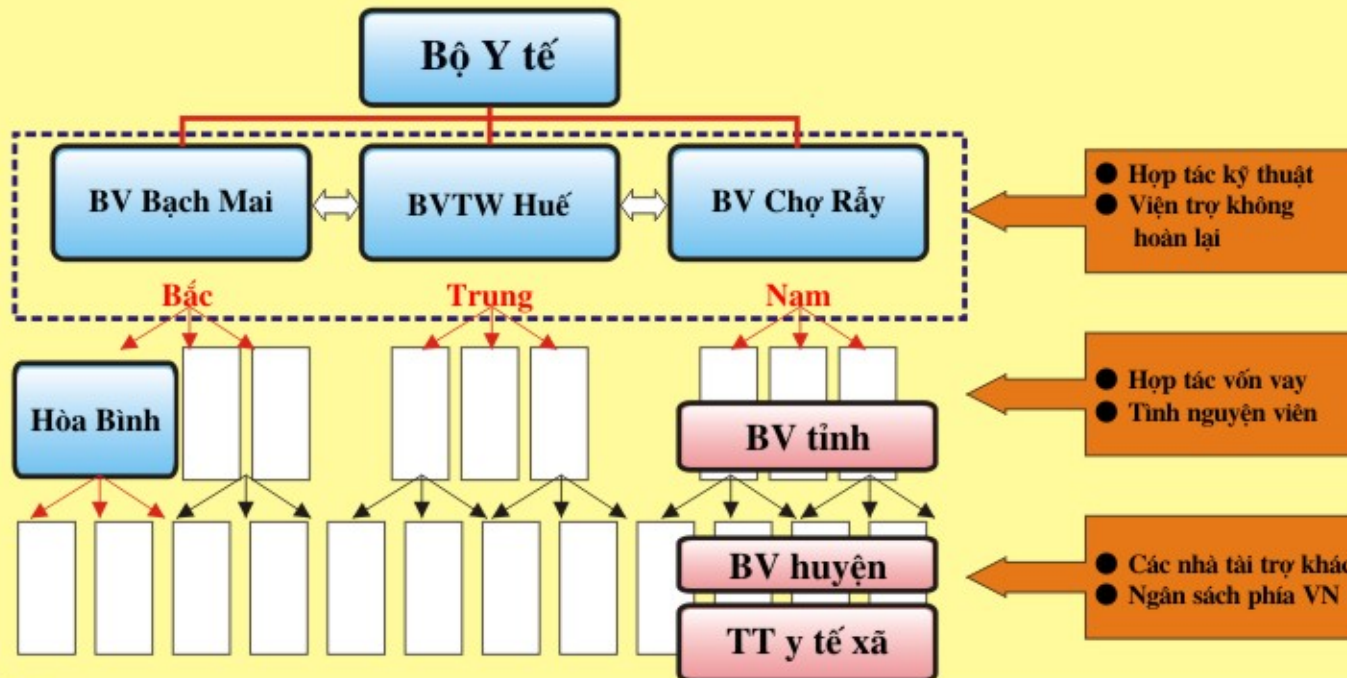 Bộ Y tế
BV Bạch Mai
BVTW Huế
BV Chợ Rẫy
● Hợp tác kỹ thuật
● Viện trợ không
hoàn lại
Bắc
Trung
Nam
Hòa Bình
BV tỉnh
● Hợp tác vốn vay
● Tình nguyện viên
BV huyện
TT y tế xã
● Các nhà tài trợ khác
● Ngân sách phía VN